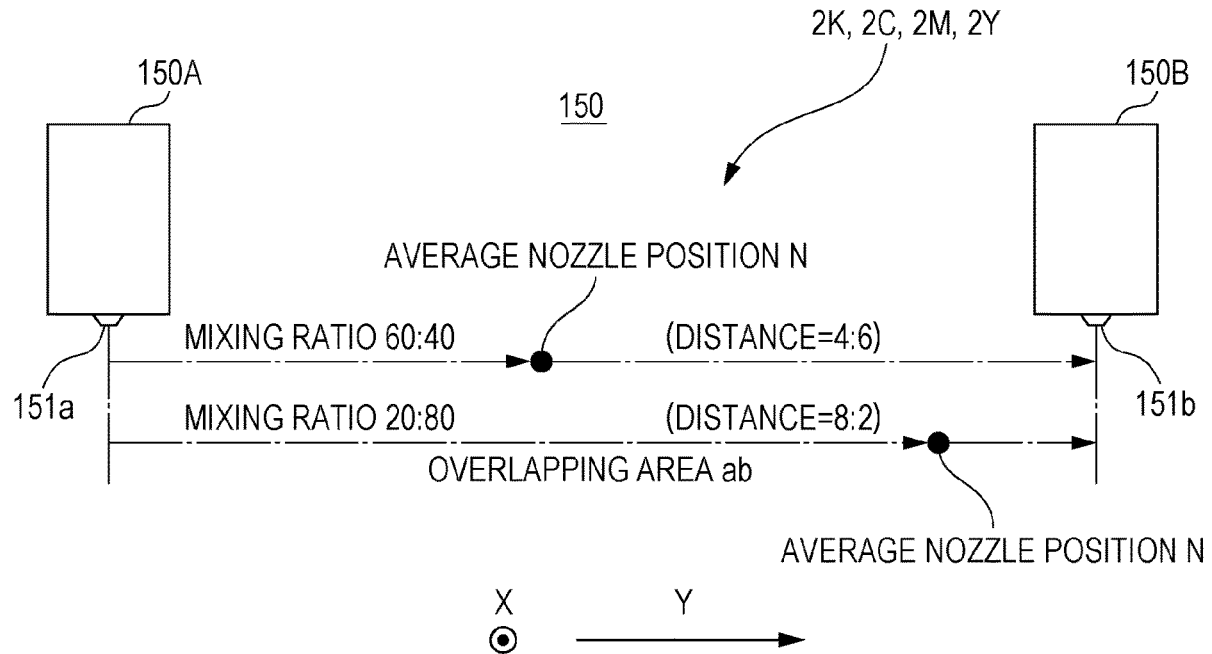 2K, 2C, 2M, 2Y
150A
150
150B
AVERAGE NOZZLE POSITION N
MIXING RATIO 60:40 (DISTANCE=4:6)
151a
151b
MIXING RATIO 20:80 (DISTANCE=8:2)
OVERLAPPING AREA ab
AVERAGE NOZZLE POSITION N
X Y